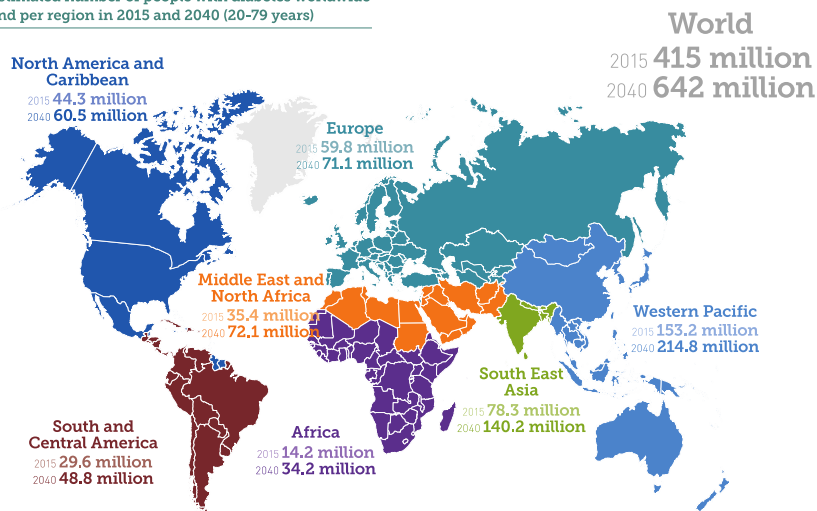 nd per region in 2015 and 2040 (20-79 years)
World
2015 415 million
2040 642 million
North America and
Caribbean
2015 44.3 million
2040 60.5 million
Europe
2015 59.8 million
2040 71.1 million
Middle East and
North Africa
2015 35.4 million
2040 72.1 million
Western Pacific
2015 153.2 million
2040 214.8 million
South East
Asia
2015 78.3 million
2040 140.2 million
South and
Central America
2015 29.6 million
2040 48.8 million
Africa
2015 14.2 million
2040 34.2 million